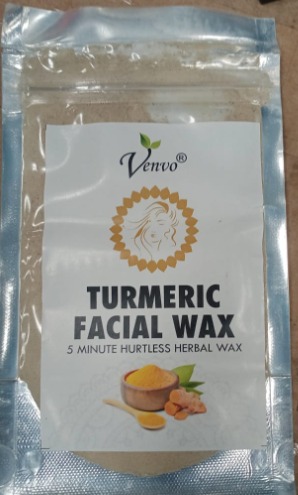 Venvo®
TURMERIC
FACIAL WAX
5 MINUTE HURTLESS HERBAL WAX